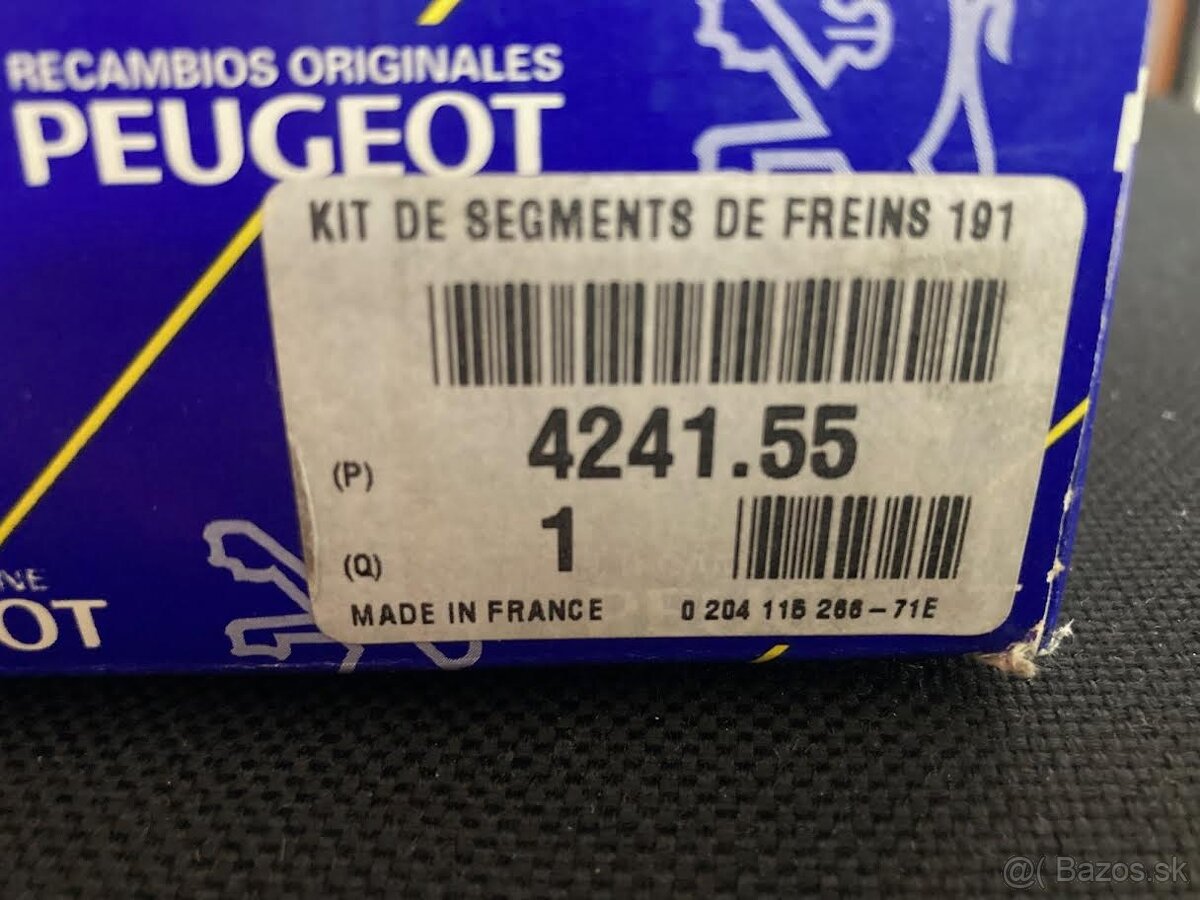 RECAMBIOS ORIGINALES
PEUGEOT
KIT DE SEGMENTS DE FREINS 191
(P) 4241.55
(Q) 1
MADE IN FRANCE 0 204 115 266-71E
NE
OT
@( Bazos.sk